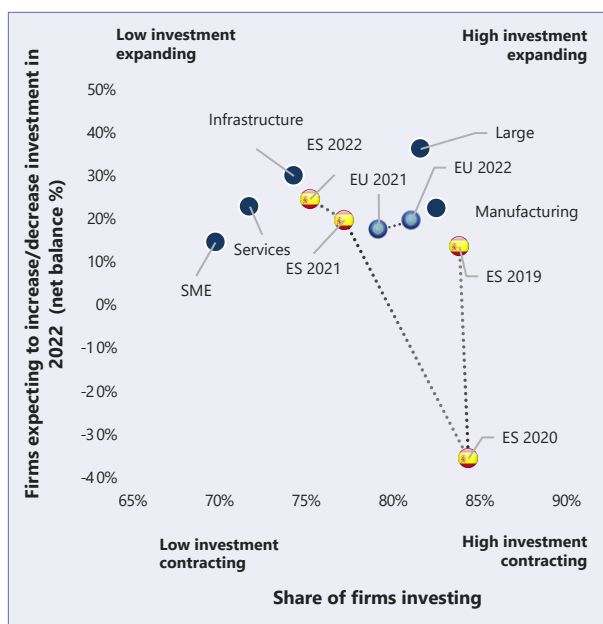 Low investment
expanding
High investment
expanding
Firms expecting to increase/decrease investment in
2022 (net balance %)
50%
40%
30%
20%
10%
0%
-10%
-20%
-30%
-40%
Infrastructure
ES 2022
Large
EU 2021
EU 2022
Services
ES 2021
Manufacturing
SME
ES 2019
ES 2020
65%
70%
75%
80%
85%
90%
Low investment
contracting
High investment
contracting
Share of firms investing